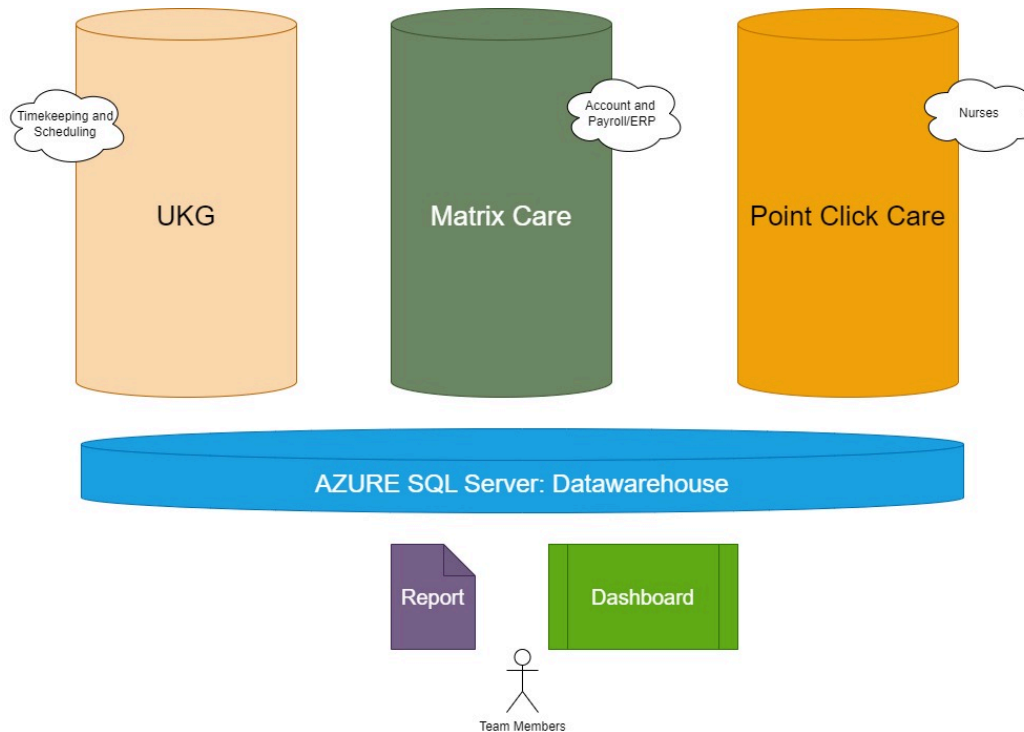 Timekeeping and
Scheduling
Account and
Payroll/ERP
Nurses
UKG
Matrix Care
Point Click Care
AZURE SQL Server: Datawarehouse
Report
Dashboard
Team Members